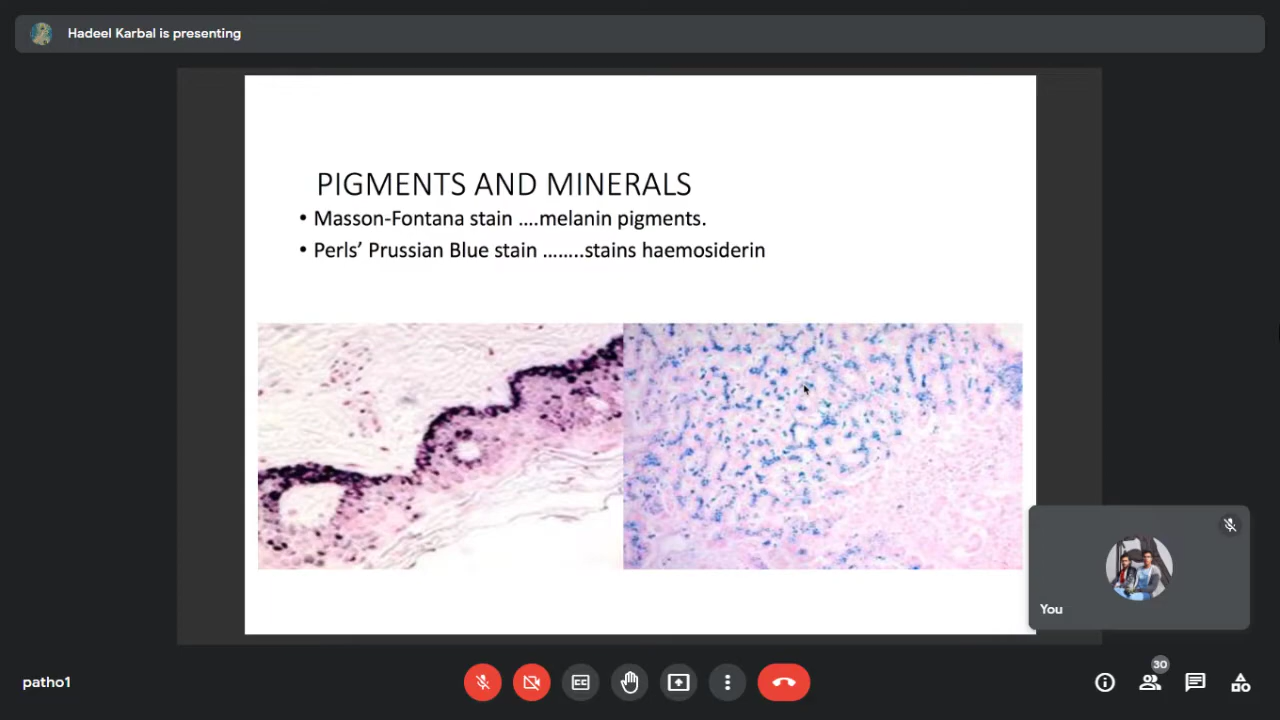 Hadeel Karbal is presenting
PIGMENTS AND MINERALS
• Masson-Fontana stain ....melanin pigments.
• Perls’ Prussian Blue stain ........stains haemosiderin
You
patho1
CC
30